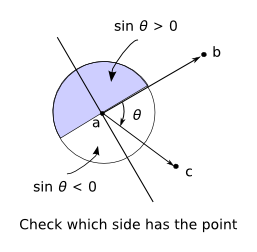 sin θ > 0
b
a
θ
c
sin θ < 0
Check which side has the point